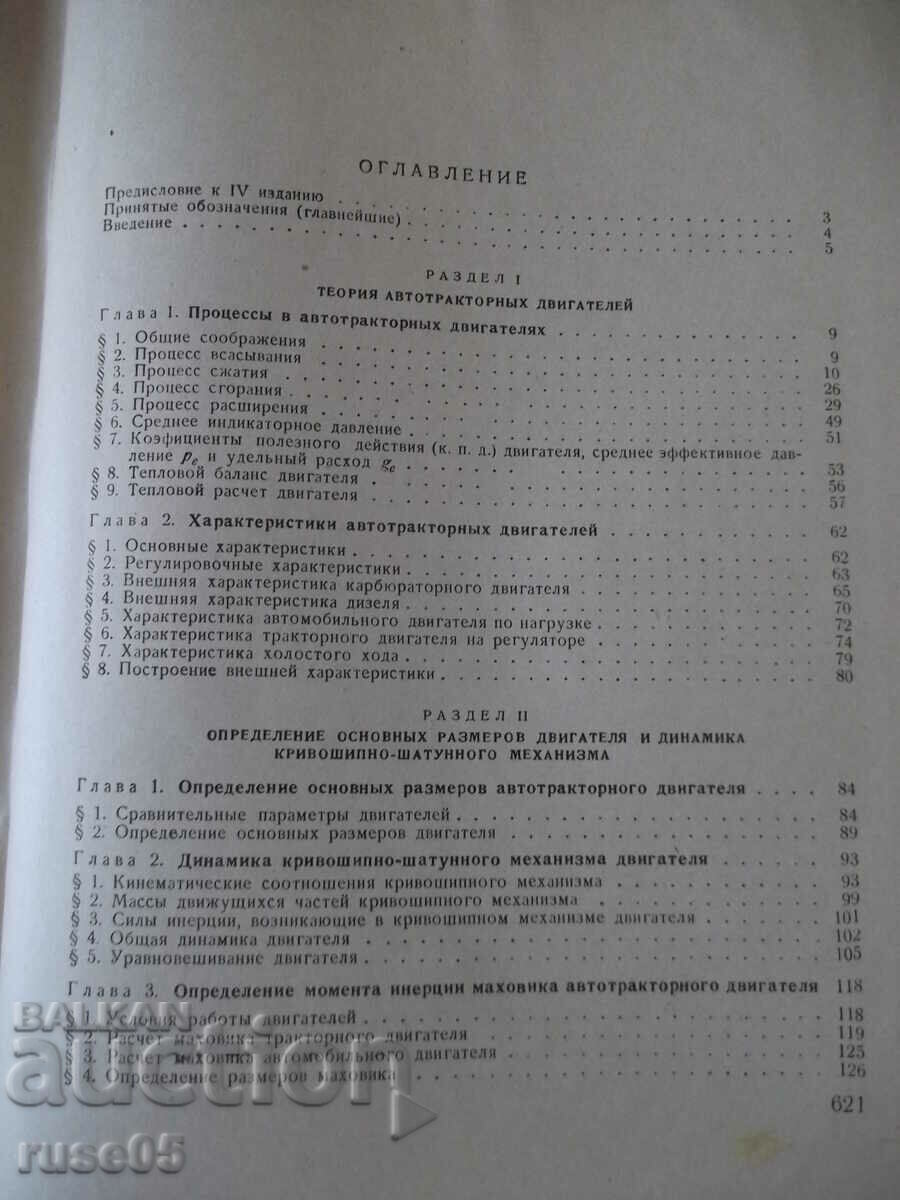 ОГЛАВЛЕНИЕ
Предисловие к IV изданию . . . 3
Принятые обозначения (главнейшие) . . . 4
Введение . . . 5
РАЗДЕЛ I
ТЕОРИЯ АВТОТРАКТОРНЫХ ДВИГАТЕЛЕЙ
Глава 1. Процессы в автотракторных двигателях . . . 9
§ 1. Общие соображения . . . 9
§ 2. Процесс всасывания . . . 10
§ 3. Процесс сжатия . . . 26
§ 4. Процесс сгорания . . . 29
§ 5. Процесс расширения . . . 49
§ 6. Среднее индикаторное давление . . . 51
§ 7. Коэфициенты полезного действия (к. п. д.) двигателя, среднее эффективное дав-
ление pe и удельный расход ge . . . 53
§ 8. Тепловой баланс двигателя . . . 56
§ 9. Тепловой расчет двигателя . . . 57
Глава 2. Характеристики автотракторных двигателей . . . 62
§ 1. Основные характеристики . . . 62
§ 2. Регулировочные характеристики . . . 63
§ 3. Внешняя характеристика карбюраторного двигателя . . . 65
§ 4. Внешняя характеристика дизеля . . . 70
§ 5. Характеристика автомобильного двигателя по нагрузке . . . 72
§ 6. Характеристика тракторного двигателя на регуляторе . . . 74
§ 7. Характеристика холостого хода . . . 79
§ 8. Построение внешней характеристики . . . 80
РАЗДЕЛ II
ОПРЕДЕЛЕНИЕ ОСНОВНЫХ РАЗМЕРОВ ДВИГАТЕЛЯ И ДИНАМИКА
КРИВОШИПНО-ШАТУННОГО МЕХАНИЗМА
Глава 1. Определение основных размеров автотракторного двигателя . . . . 84
§ 1. Сравнительные параметры двигателей . . . 84
§ 2. Определение основных размеров двигателя . . . 89
Глава 2. Динамика кривошипно-шатунного механизма двигателя . . . 93
§ 1. Кинематические соотношения кривошипного механизма . . . 93
§ 2. Массы движущихся частей кривошипного механизма . . . 99
§ 3. Силы инерции, возникающие в кривошипном механизме двигателя . . . 101
§ 4. Общая динамика двигателя . . . 102
§ 5. Уравновешивание двигателя . . . 105
Глава 3. Определение момента инерции маховика автотракторного двигателя 118
§ 1. Условия работы двигателей . . . 118
§ 2. Расчет маховика тракторного двигателя . . . 119
§ 3. Расчет маховика автомобильного двигателя . . . 125
§ 4. Определение размеров маховика . . . 126
621
BALKAN
auction
ruse05